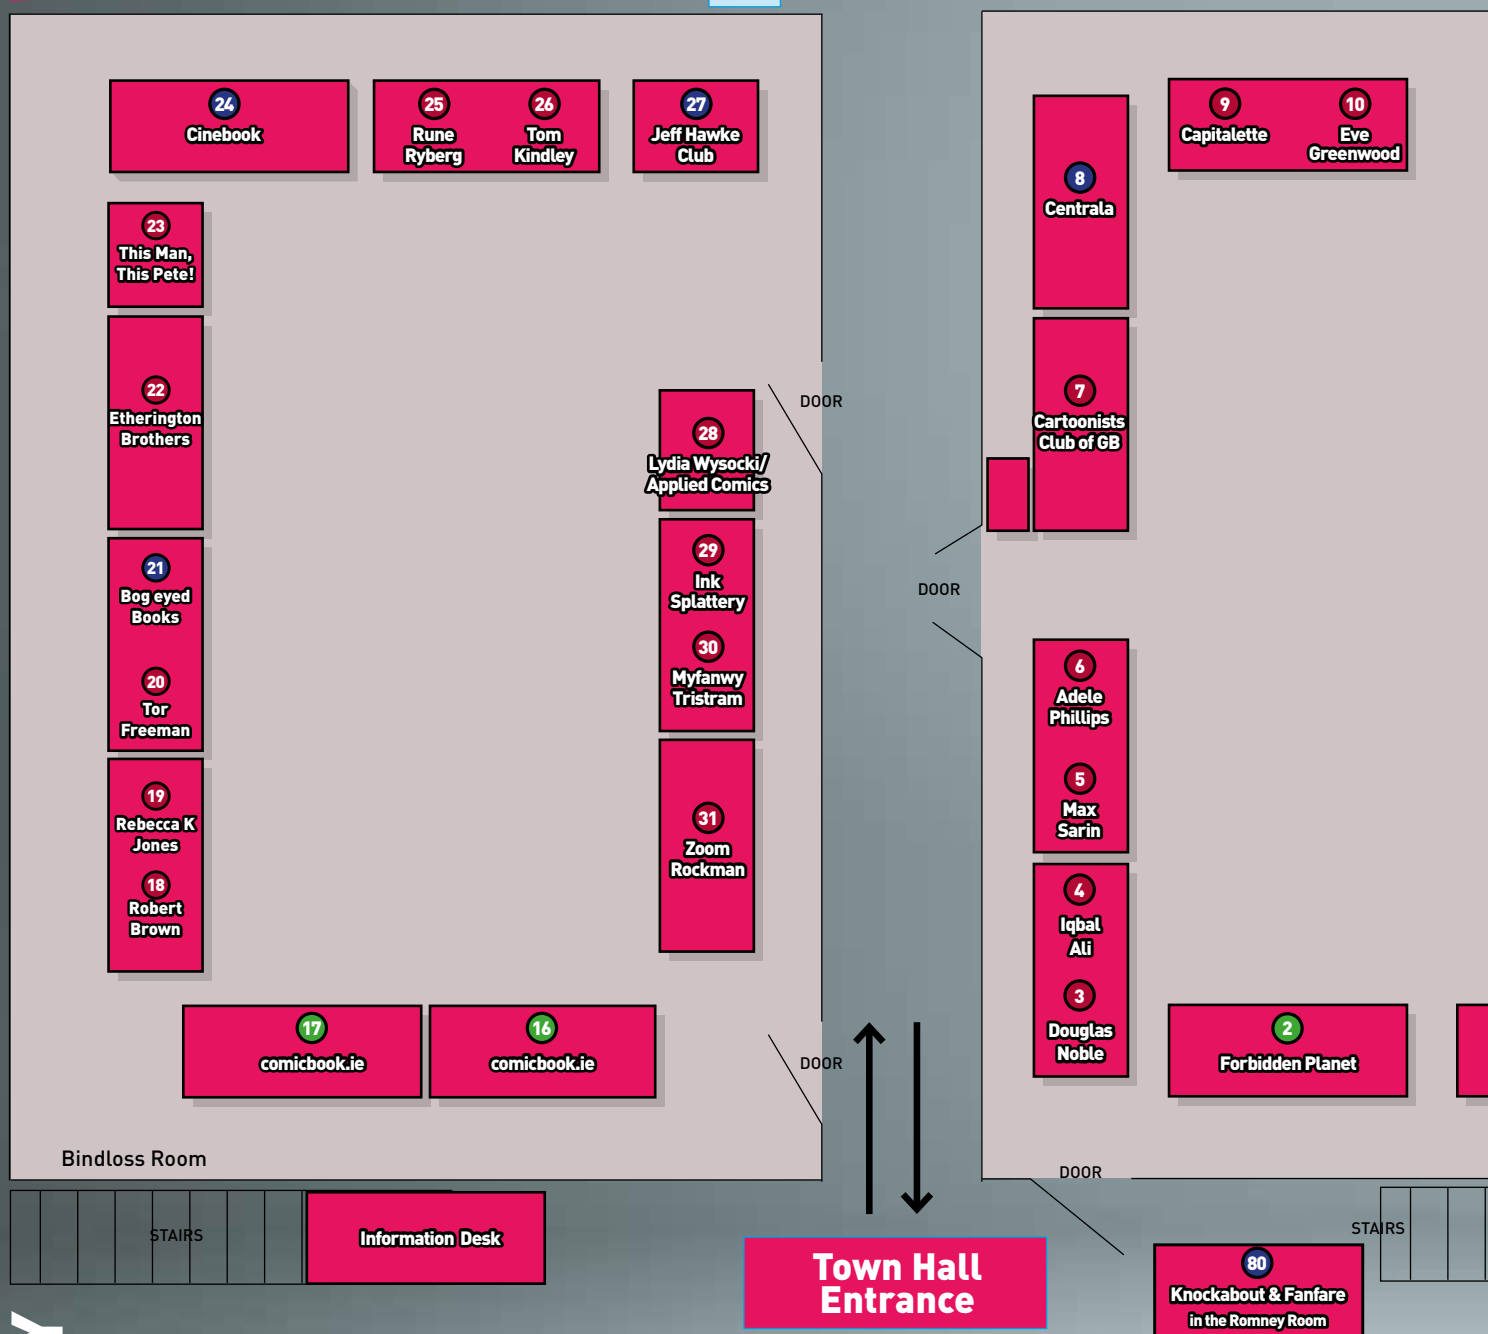 24
Cinebook
25
Rune
Ryberg
26
Tom
Kindley
27
Jeff Hawke
Club
23
This Man,
This Pete!
22
Etherington
Brothers
21
Bog eyed
Books
20
Tor
Freeman
19
Rebecca K
Jones
18
Robert
Brown
28
Lydia Wysocki/
Applied Comics
29
Ink
Splattery
30
Myfanwy
Tristram
31
Zoom
Rockman
17
comicbook.ie
16
comicbook.ie
DOOR
DOOR
Bindloss Room
STAIRS
Information Desk
DOOR
8
Centrala
9
Capitalette
10
Eve
Greenwood
7
Cartoonists
Club of GB
6
Adele
Phillips
5
Max
Sarin
4
Iqbal
Ali
3
Douglas
Noble
2
Forbidden Planet
DOOR
STAIRS
Town Hall
Entrance
80
Knockabout & Fanfare
in the Romney Room